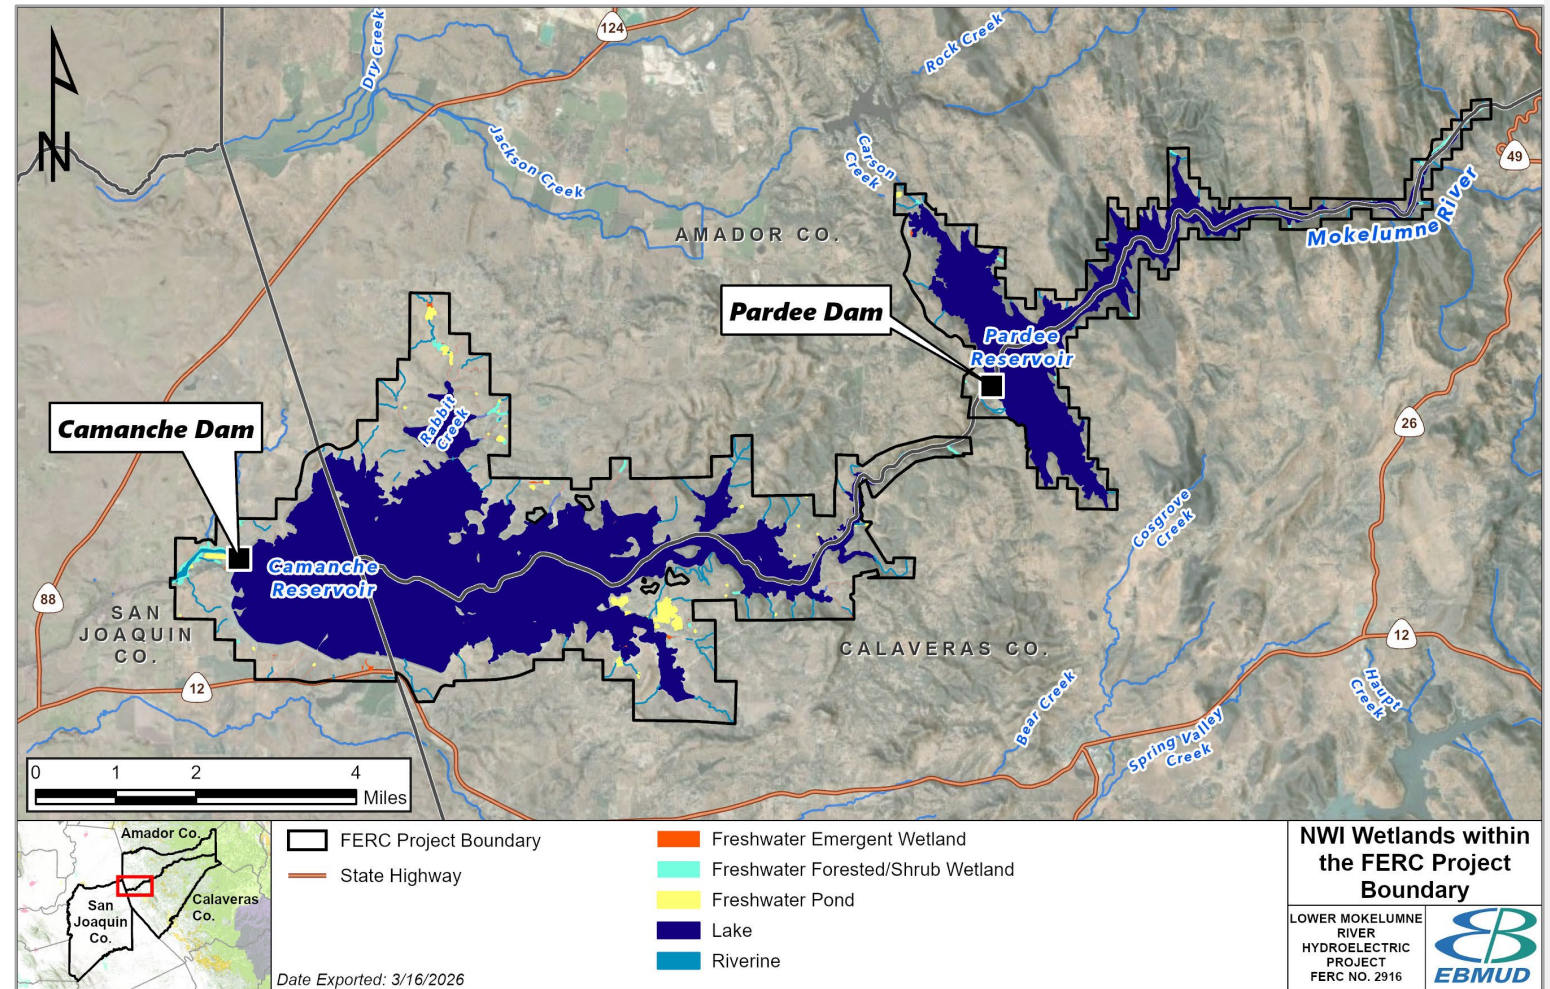 124
Dry Creek
Rock Creek
N
Jackson Creek
Carson
Creek
49
AMADOR CO.
Mokelumne River
Pardee Dam
Pardee
Reservoir
Camanche Dam
Rabbit
Creek
26
Cosgrove
Creek
Camanche
Reservoir
88
SAN
JOAQUIN
CO.
CALAVERAS CO.
12
12
Bear Creek
Haupt
Creek
Spring Valley
Creek
0 1 2 4
Miles
Amador Co.
Calaveras
Co.
San
Joaquin
Co.
FERC Project Boundary
State Highway
Date Exported: 3/16/2026
Freshwater Emergent Wetland
Freshwater Forested/Shrub Wetland
Freshwater Pond
Lake
Riverine
NWI Wetlands within
the FERC Project
Boundary
LOWER MOKELUMNE
RIVER
HYDROELECTRIC
PROJECT
FERC NO. 2916
EBMUD